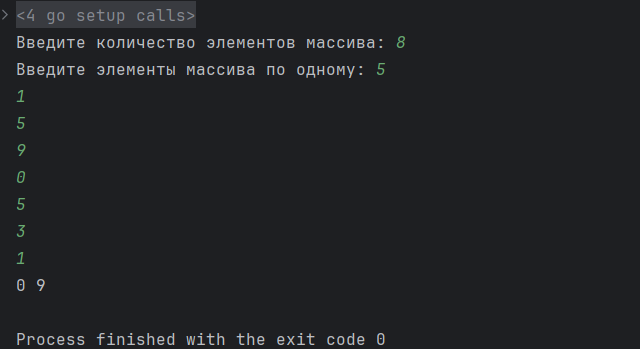 <4 go setup calls>
Введите количество элементов массива: 8
Введите элементы массива по одному: 5
1
5
9
0
5
3
1
0 9
Process finished with the exit code 0